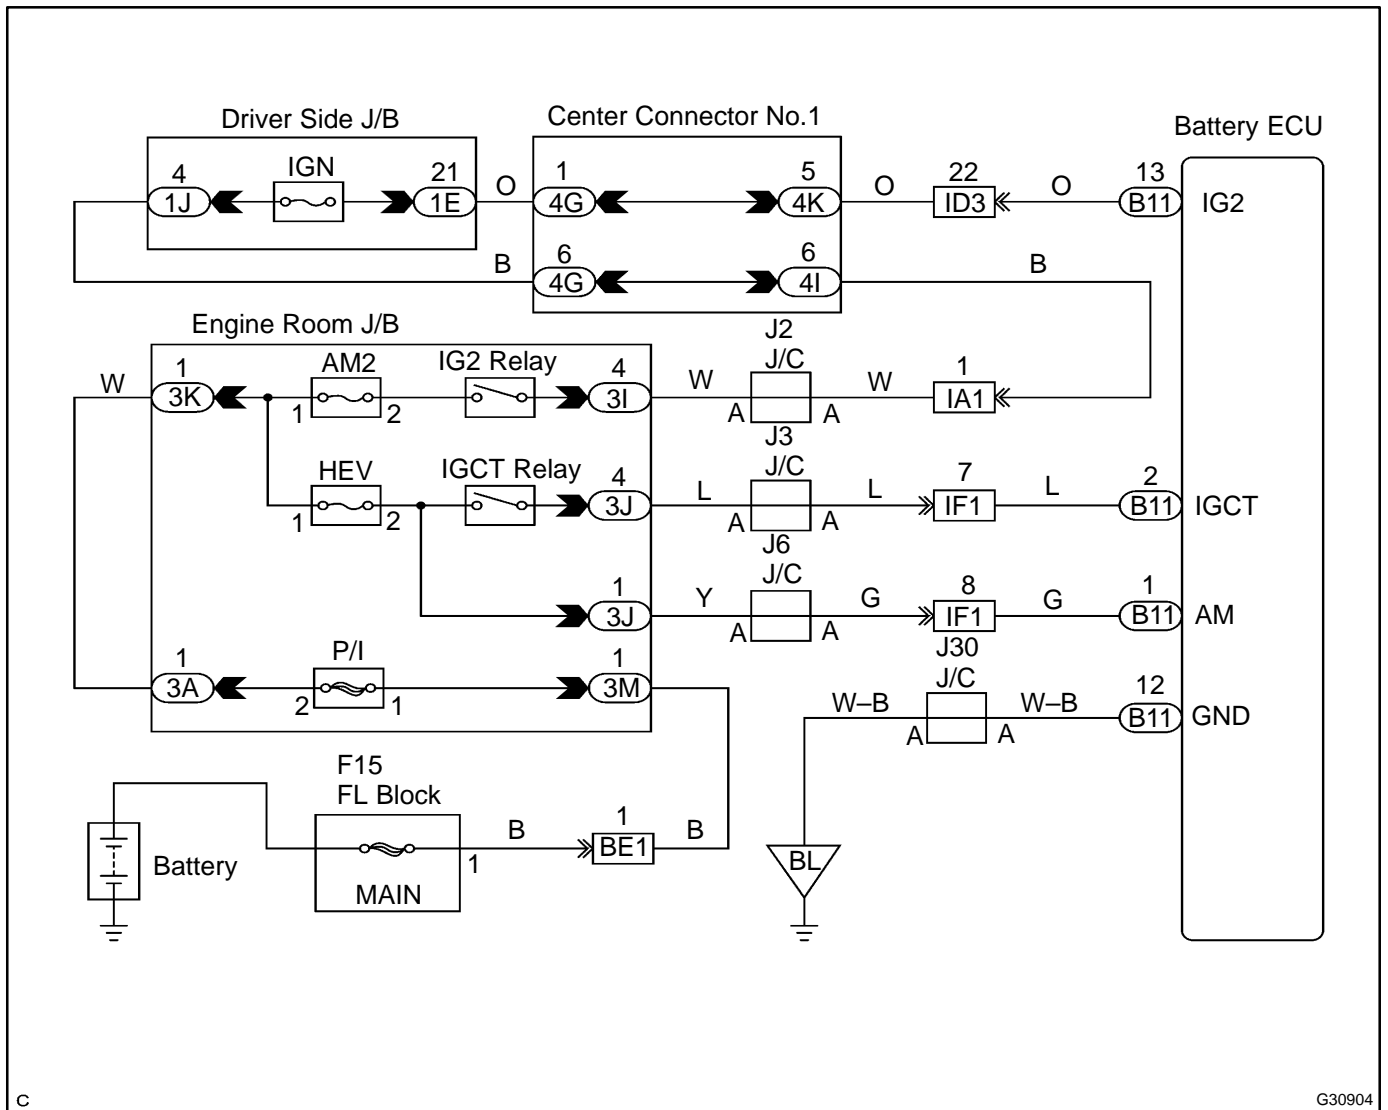 Driver Side J/B
Center Connector No.1
Battery ECU
4
IGN
21
1
5
22
13
1J
1E
O
4G
4K
O
ID3
O
B11
IG2
B
6
6
B
4G
4I
Engine Room J/B
J2
J/C
1
AM2
IG2 Relay
4
1
W
3K
1
2
3I
W
A
A
W
IA1
J3
J/C
HEV
IGCT Relay
4
7
2
1
2
3J
L
A
A
L
IF1
L
B11
IGCT
J6
J/C
1
8
1
3J
Y
A
A
G
IF1
G
B11
AM
J30
J/C
1
P/I
1
12
3A
2
1
3M
W–B
A
A
W–B
B11
GND
F15
FL Block
1
B
BE1
B
1
MAIN
Battery
BL
C
G30904